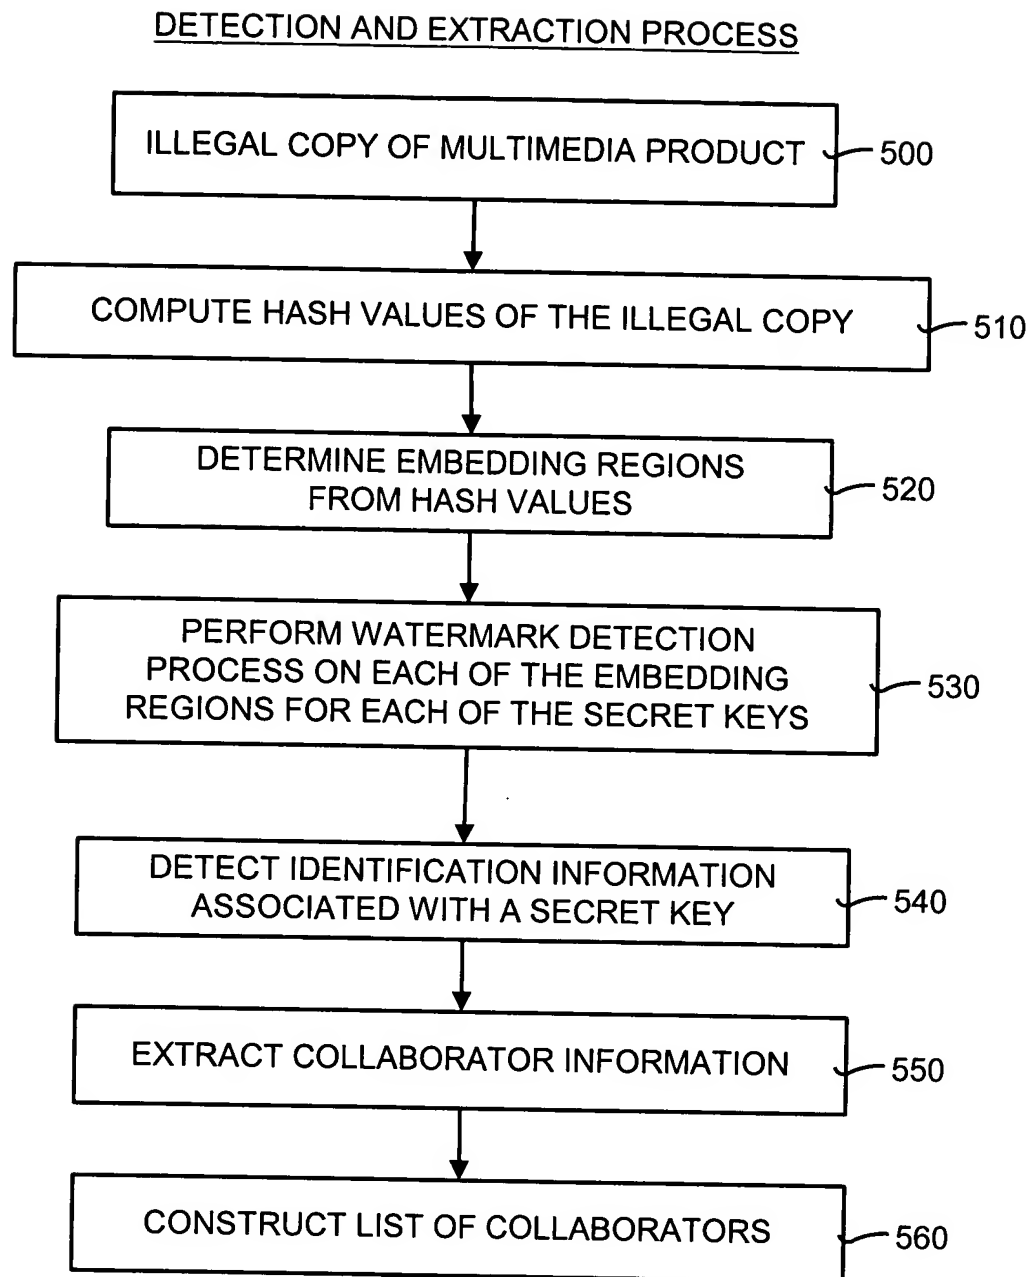 DETECTION AND EXTRACTION PROCESS
ILLEGAL COPY OF MULTIMEDIA PRODUCT
500
COMPUTE HASH VALUES OF THE ILLEGAL COPY
510
DETERMINE EMBEDDING REGIONS
FROM HASH VALUES
520
PERFORM WATERMARK DETECTION
PROCESS ON EACH OF THE EMBEDDING
REGIONS FOR EACH OF THE SECRET KEYS
530
DETECT IDENTIFICATION INFORMATION
ASSOCIATED WITH A SECRET KEY
540
EXTRACT COLLABORATOR INFORMATION
550
CONSTRUCT LIST OF COLLABORATORS
560